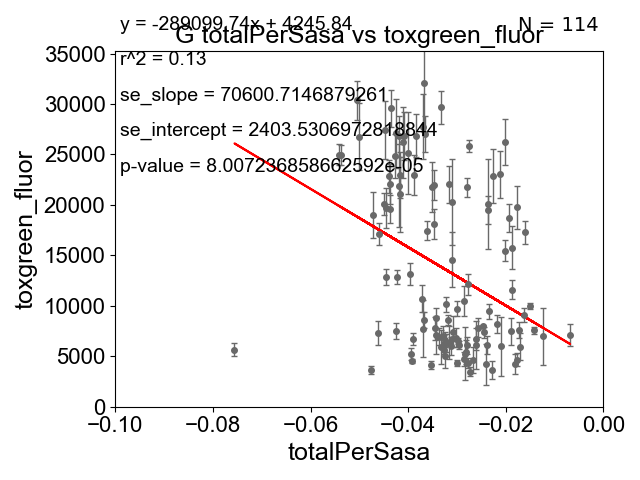 y = -289099.74x + 4245.84
N = 114
G totalPerSasa vs toxgreen_fluor
r^2 = 0.13
se_slope = 70600.7146879261
se_intercept = 2403.5306972818844
p-value = 8.007236858662592e-05
toxgreen_fluor
35000
30000
25000
20000
15000
10000
5000
0
−0.10 −0.08 −0.06 −0.04 −0.02 0.00
totalPerSasa